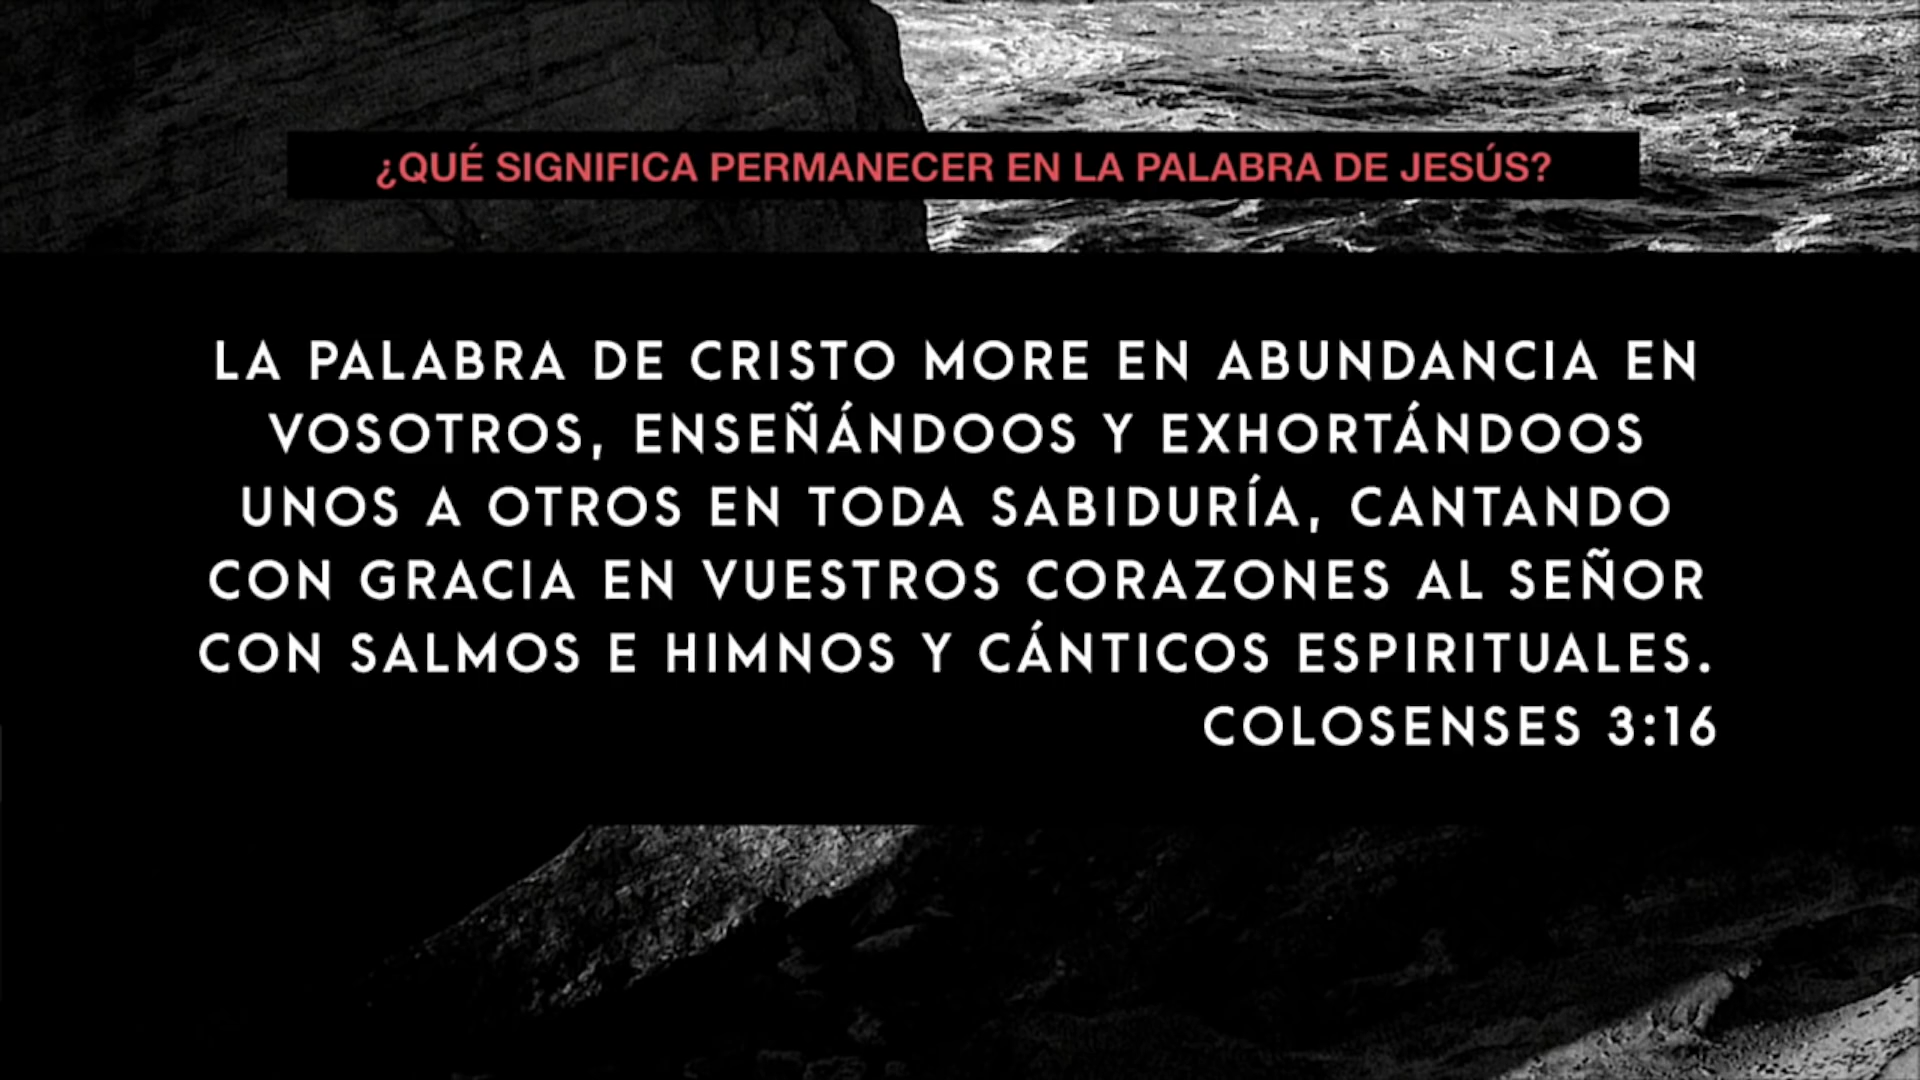 ¿QUÉ SIGNIFICA PERMANECER EN LA PALABRA DE JESÚS?
LA PALABRA DE CRISTO MORE EN ABUNDANCIA EN
VOSOTROS, ENSEÑÁNDOOS Y EXHORTÁNDOOS
UNOS A OTROS EN TODA SABIDURÍA, CANTANDO
CON GRACIA EN VUESTROS CORAZONES AL SEÑOR
CON SALMOS E HIMNOS Y CÁNTICOS ESPIRITUALES.
COLOSENSES 3:16